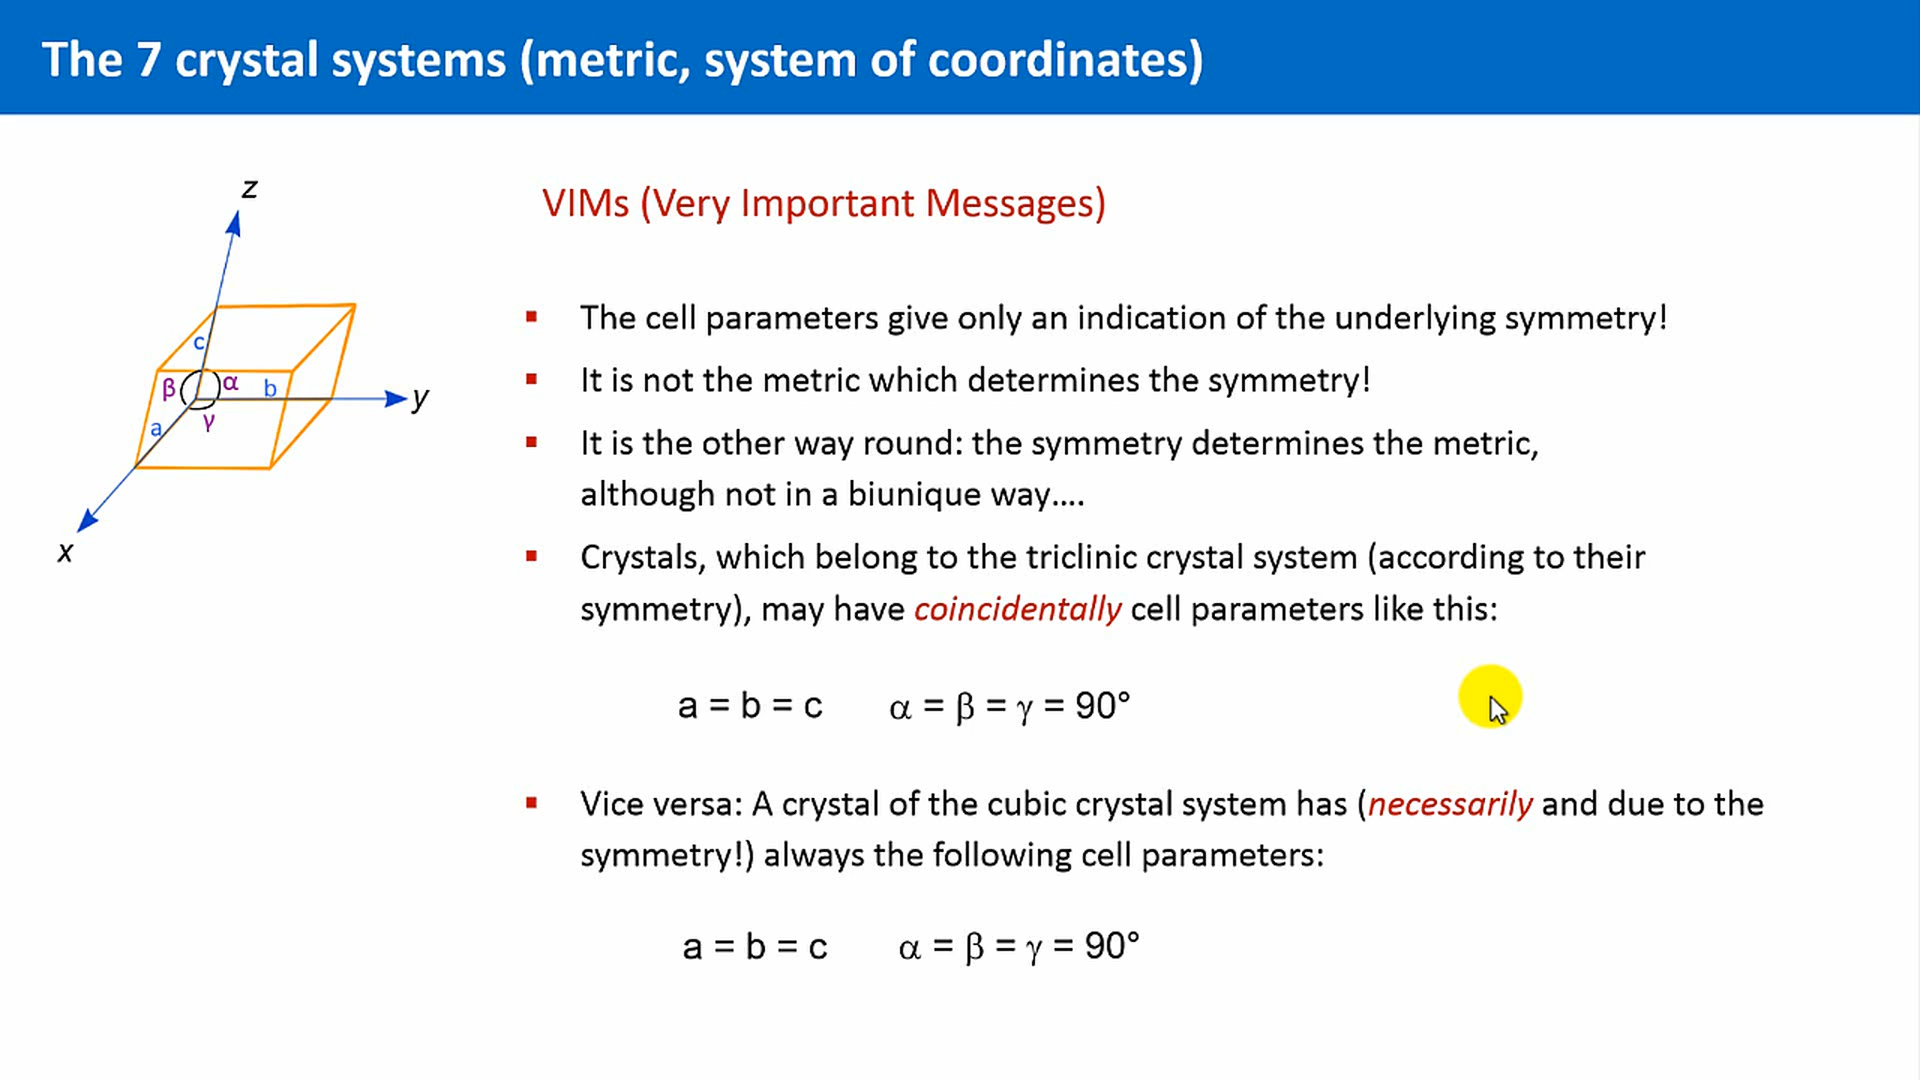 The 7 crystal systems (metric, system of coordinates)
z
c
β
α
b
y
a
γ
x
VIMs (Very Important Messages)
▪ The cell parameters give only an indication of the underlying symmetry!
▪ It is not the metric which determines the symmetry!
▪ It is the other way round: the symmetry determines the metric,
although not in a biunique way....
▪ Crystals, which belong to the triclinic crystal system (according to their
symmetry), may have coincidentally cell parameters like this:
a = b = c α = β = γ = 90°
▪ Vice versa: A crystal of the cubic crystal system has (necessarily and due to the
symmetry!) always the following cell parameters:
a = b = c α = β = γ = 90°